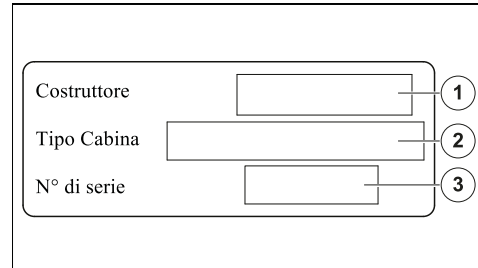 Costruttore 1
Tipo Cabina 2
N° di serie 3